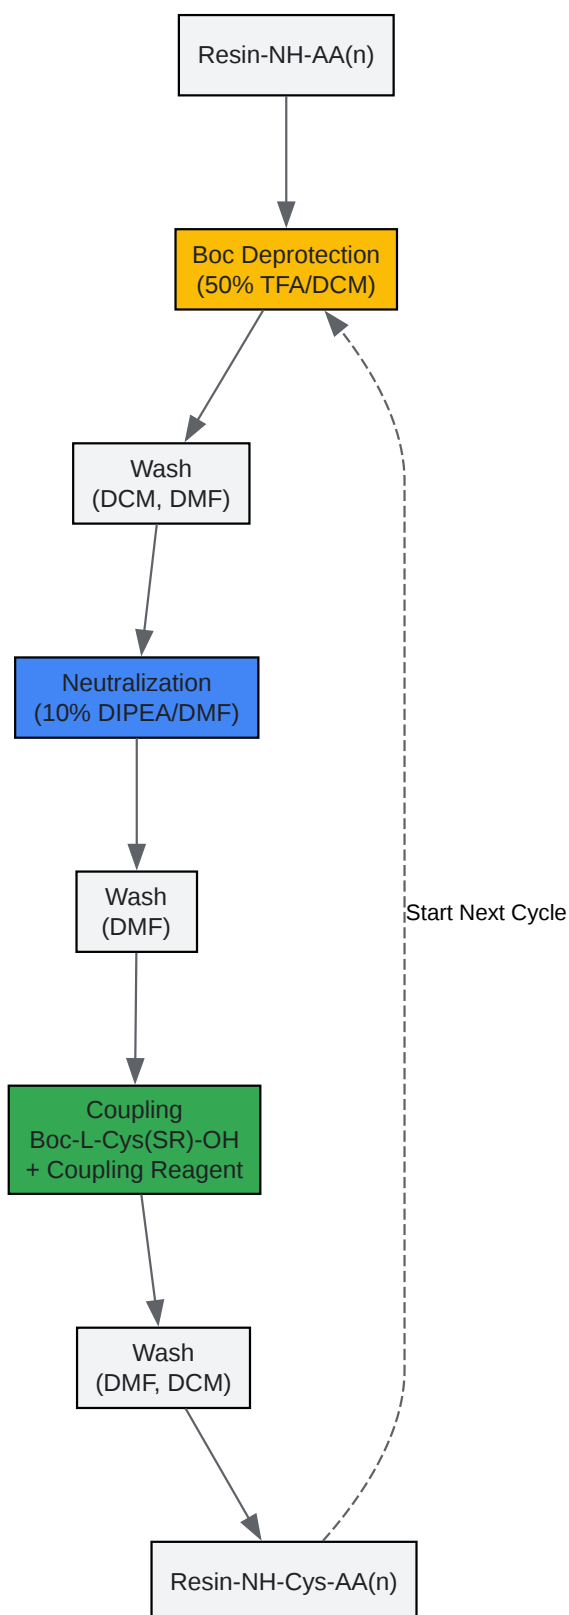 Resin-NH-AA(n)
Boc Deprotection
(50% TFA/DCM)
Wash
(DCM, DMF)
Neutralization
(10% DIPEA/DMF)
Wash
(DMF)
Start Next Cycle
Coupling
Boc-L-Cys(SR)-OH
+ Coupling Reagent
Wash
(DMF, DCM)
Resin-NH-Cys-AA(n)